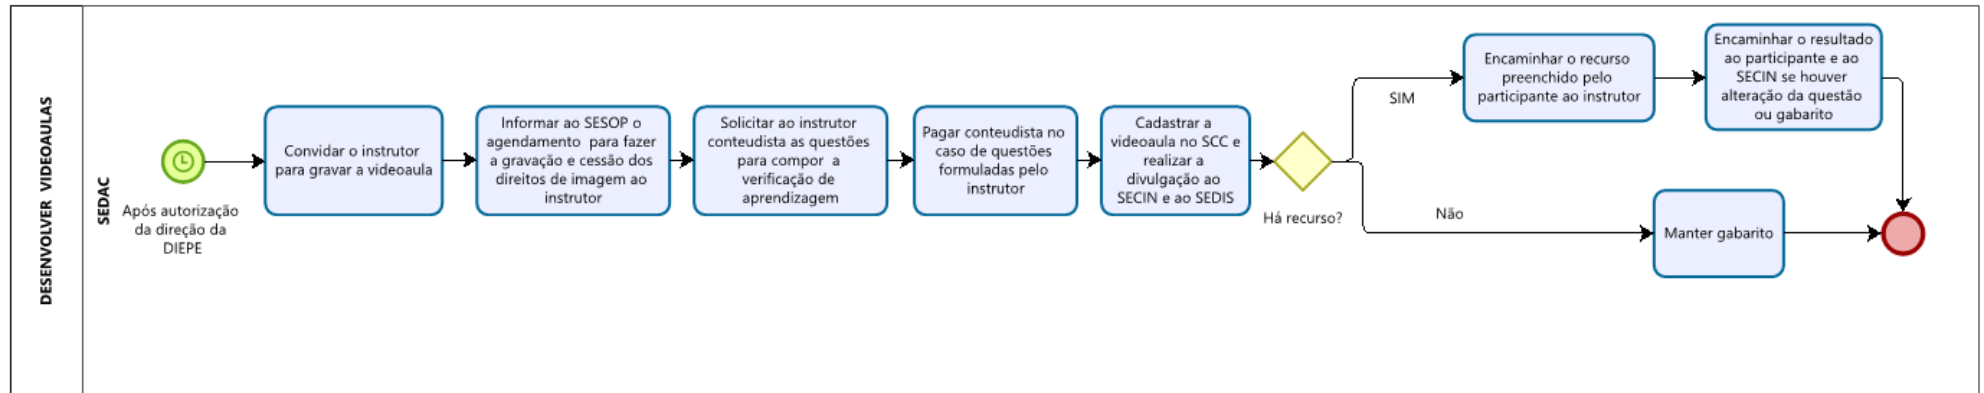 DESENVOLVER VIDEOAULAS
SEDAC
Após autorização
da direção da
DIEPE
Convidar o instrutor
para gravar a videoaula
Informar ao SESOP o
agendamento para fazer
a gravação e cessão dos
direitos de imagem ao
instrutor
Solicitar ao instrutor
conteudista as questões
para compor a
verificação de
aprendizagem
Pagar conteudista no
caso de questões
formuladas pelo
instrutor
Cadastrar a
videoaula no SCC e
realizar a
divulgação ao
SECIN e ao SEDIS
Há recurso?
SIM
Encaminhar o recurso
preenchido pelo
participante ao instrutor
Encaminhar o resultado
ao participante e ao
SECIN se houver
alteração da questão
ou gabarito
Não
Manter gabarito